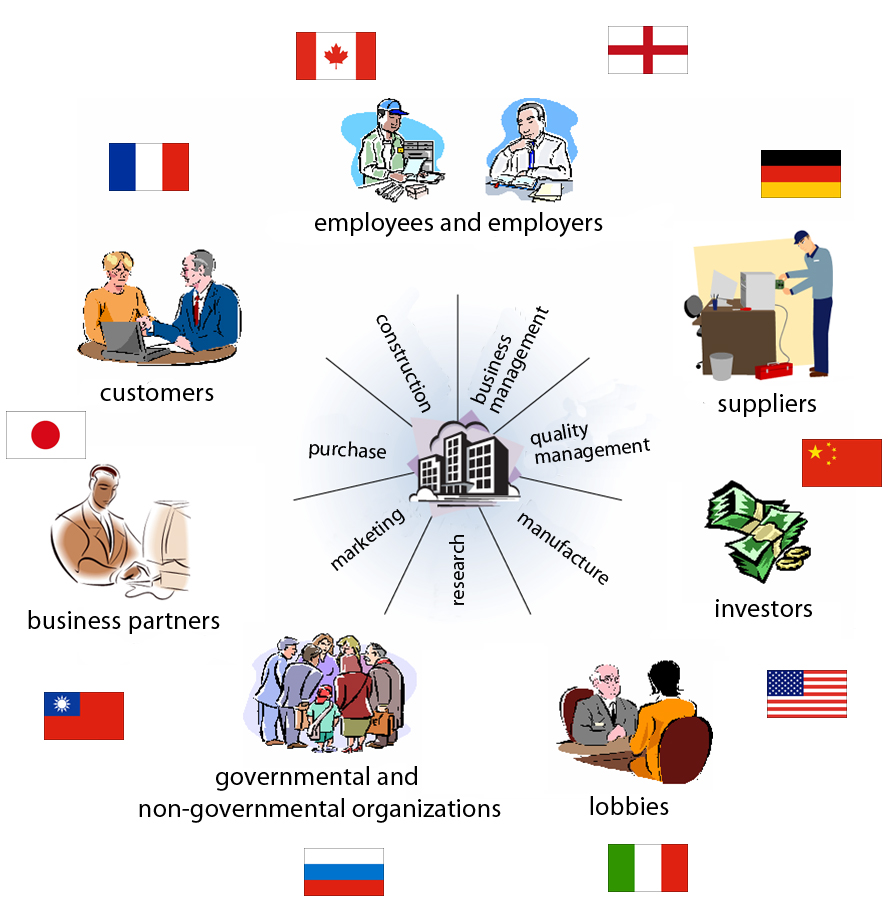 employees and employers
customers
suppliers
construction
business
management
purchase
quality
management
marketing
research
manufacture
business partners
investors
governmental and
non-governmental organizations
lobbies